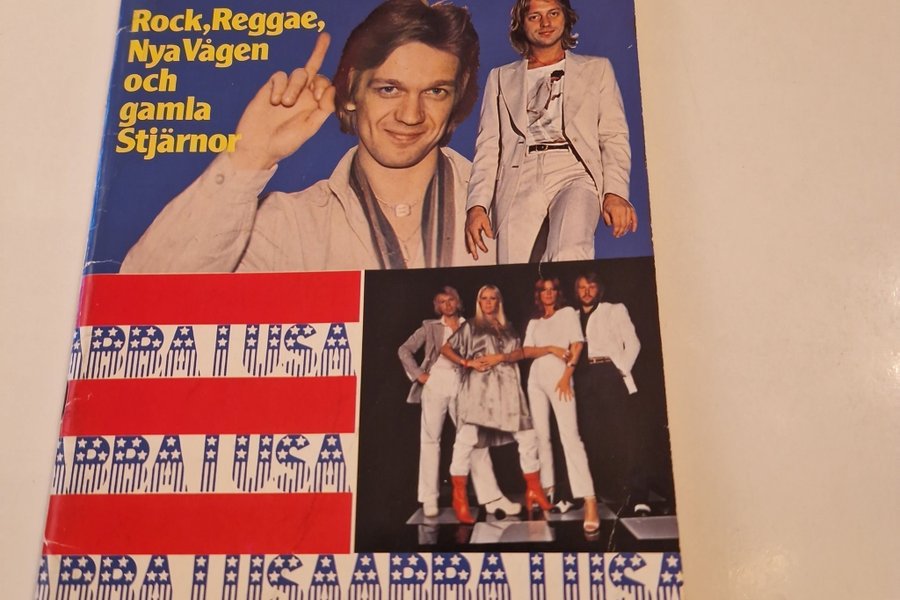 Rock, Reggae,
Nya Vågen
och
gamla
Stjärnor
ABBA I USA
ABBA I USA
ABBA I USA ABBA I USA